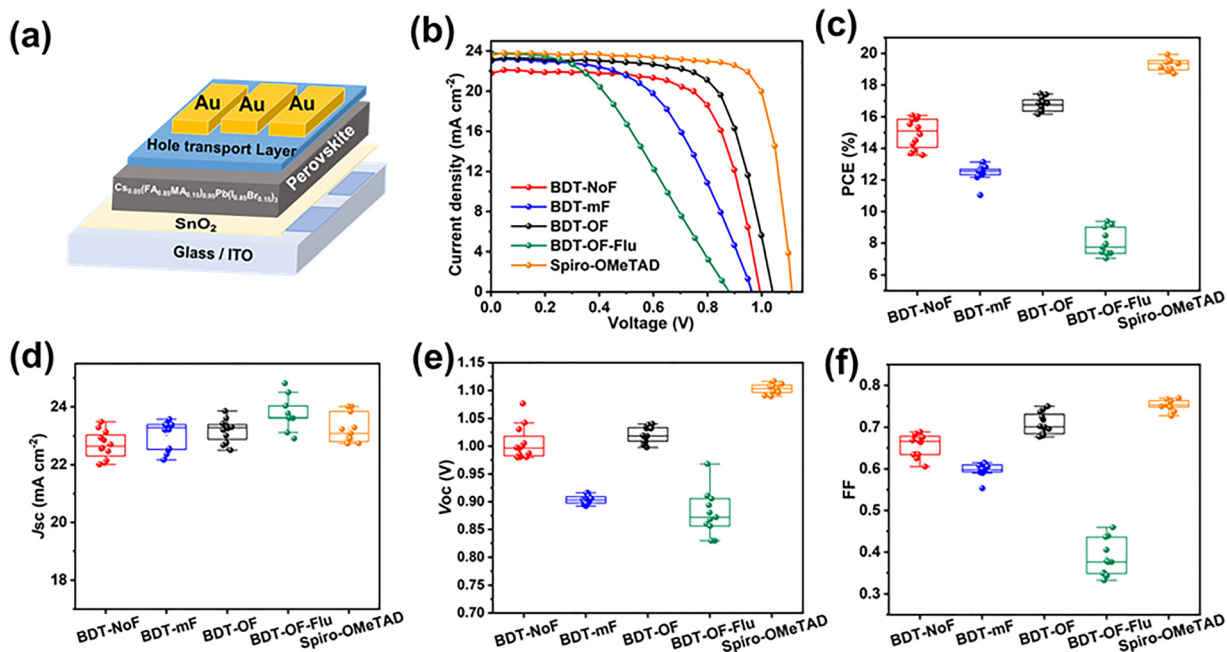 (a)
Au Au Au
Hole transport Layer
Perovskite
Cs₀.₀₅(FA₀.₈₅MA₀.₁₅)₀.₉₅Pb(I₀.₈₅Br₀.₁₅)₃
SnO₂
Glass / ITO
(b)
Current density (mA cm⁻²)
24
20
16
12
8
4
0
BDT-NoF
BDT-mF
BDT-OF
BDT-OF-Flu
Spiro-OMeTAD
0.0 0.2 0.4 0.6 0.8 1.0
Voltage (V)
(c)
PCE (%)
20
18
16
14
12
10
8
6
BDT-NoF BDT-mF BDT-OF BDT-OF-Flu Spiro-OMeTAD
(d)
Jsc (mA cm⁻²)
26
24
22
20
18
BDT-NoF BDT-mF BDT-OF BDT-OF-Flu Spiro-OMeTAD
(e)
Voc (V)
1.15
1.10
1.05
1.00
0.95
0.90
0.85
0.80
0.75
0.70
BDT-NoF BDT-mF BDT-OF BDT-OF-Flu Spiro-OMeTAD
(f)
FF
0.8
0.7
0.6
0.5
0.4
0.3
BDT-NoF BDT-mF BDT-OF BDT-OF-Flu Spiro-OMeTAD